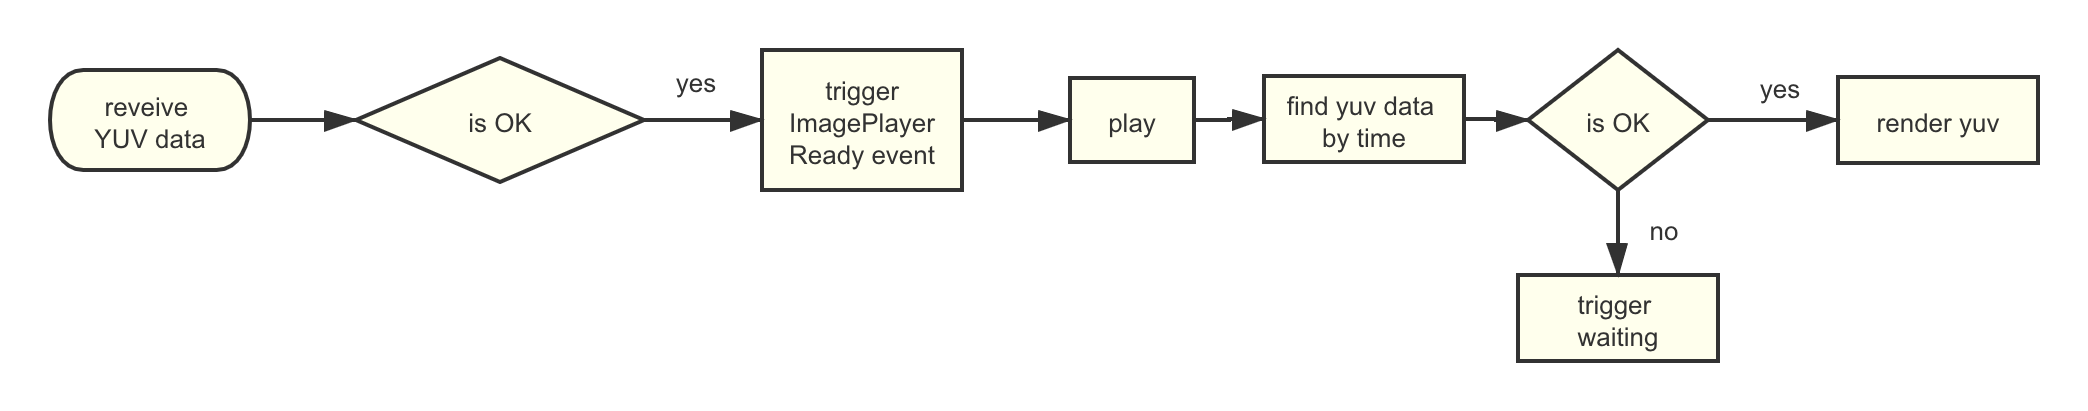 reveive
YUV data
is OK
yes
trigger
ImagePlayer
Ready event
play
find yuv data
by time
is OK
yes
render yuv
no
trigger
waiting